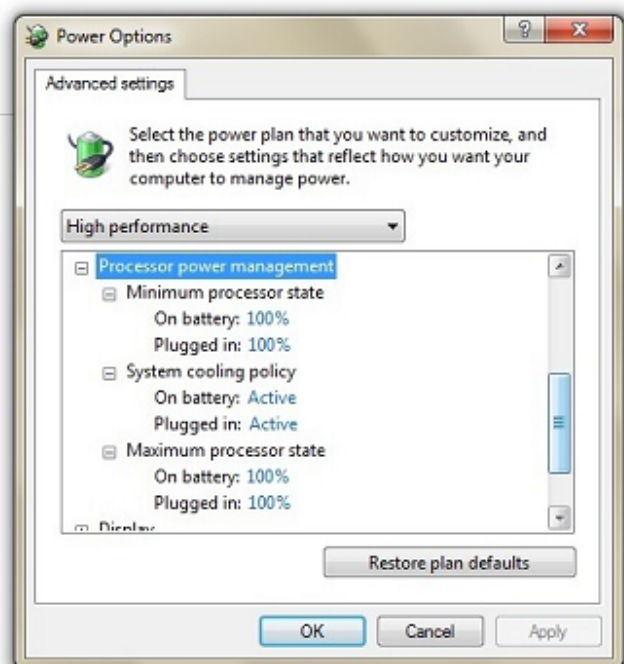 Power Options
Advanced settings
Select the power plan that you want to customize, and
then choose settings that reflect how you want your
computer to manage power.
High performance
Processor power management
Minimum processor state
On battery: 100%
Plugged in: 100%
System cooling policy
On battery: Active
Plugged in: Active
Maximum processor state
On battery: 100%
Plugged in: 100%
Display
Restore plan defaults
OK Cancel Apply